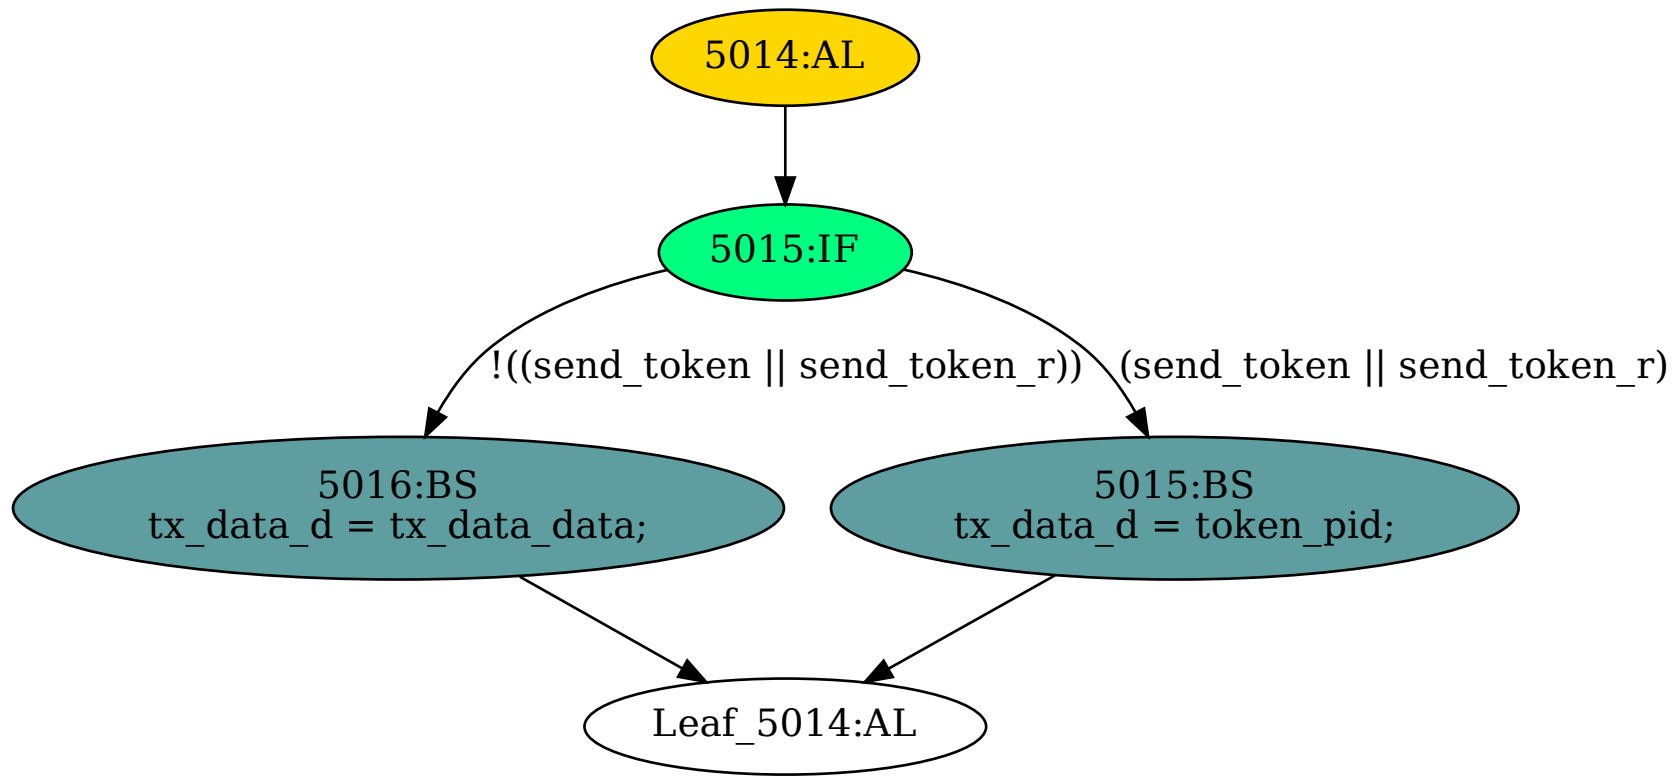 5014:AL
5015:IF
!((send_token || send_token_r))
(send_token || send_token_r)
5016:BS
tx_data_d = tx_data_data;
5015:BS
tx_data_d = token_pid;
Leaf_5014:AL